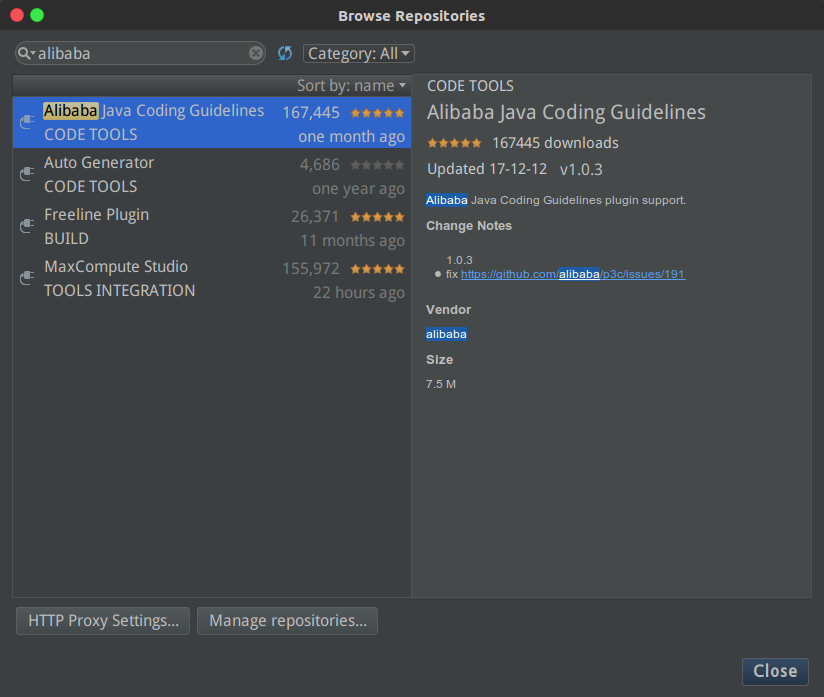 Browse Repositories
alibaba
Category: All
Sort by: name
Alibaba Java Coding Guidelines 167,445
CODE TOOLS one month ago
Auto Generator 4,686
CODE TOOLS one year ago
Freeline Plugin 26,371
BUILD 11 months ago
MaxCompute Studio 155,972
TOOLS INTEGRATION 22 hours ago
CODE TOOLS
Alibaba Java Coding Guidelines
167445 downloads
Updated 17-12-12 v1.0.3
Alibaba Java Coding Guidelines plugin support.
Change Notes
1.0.3
fix https://github.com/alibaba/p3c/issues/191
Vendor
alibaba
Size
7.5 M
HTTP Proxy Settings... Manage repositories...
Close